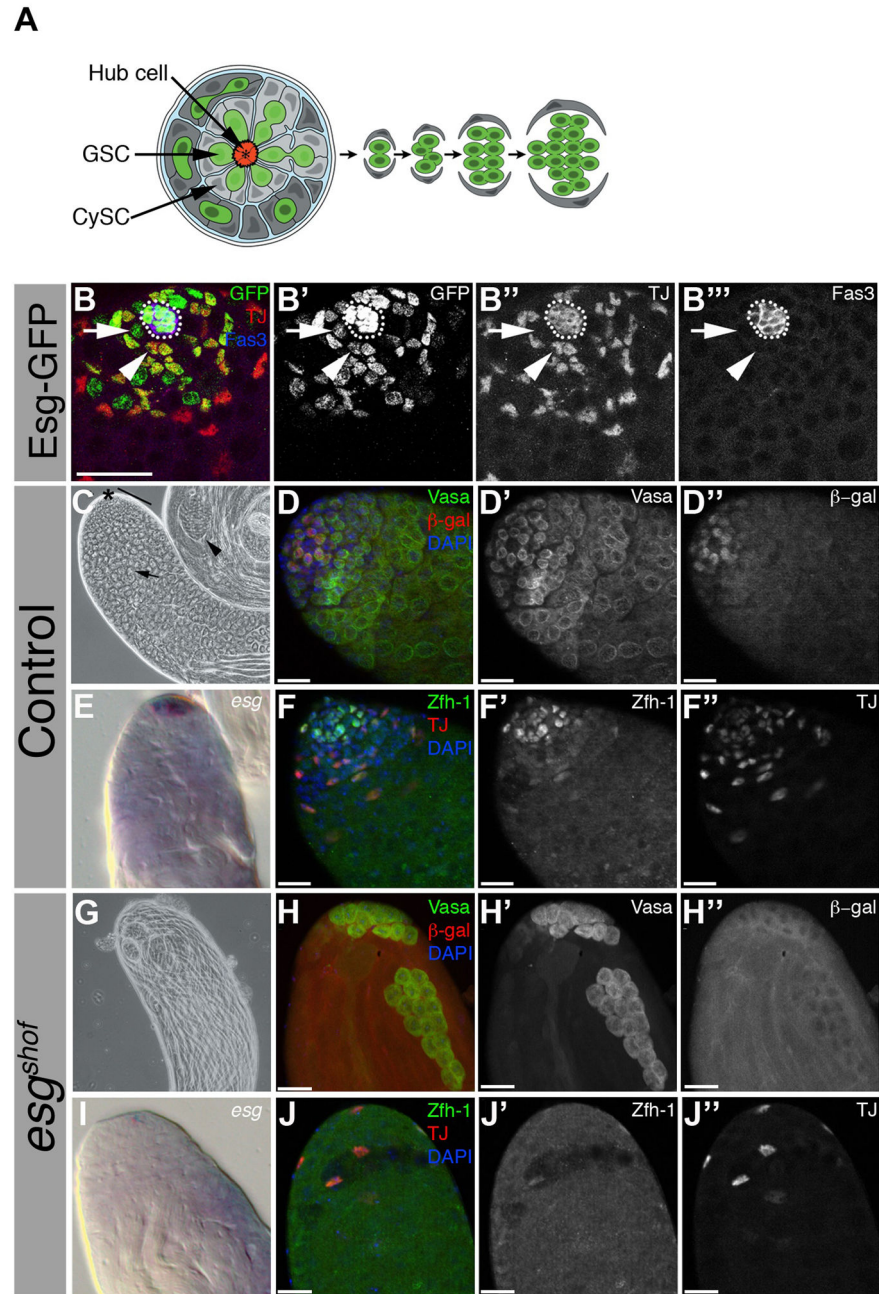 A
Hub cell
*
GSC
CySC
Esg-GFP
B
GFP
TJ
Fas3
B'
GFP
B''
TJ
B'''
Fas3
Control
C
*
D
Vasa
β-gal
DAPI
D'
Vasa
D''
β-gal
E
esg
F
Zfh-1
TJ
DAPI
F'
Zfh-1
F''
TJ
esgshof
G
H
Vasa
β-gal
DAPI
H'
Vasa
H''
β-gal
I
esg
J
Zfh-1
TJ
DAPI
J'
Zfh-1
J''
TJ